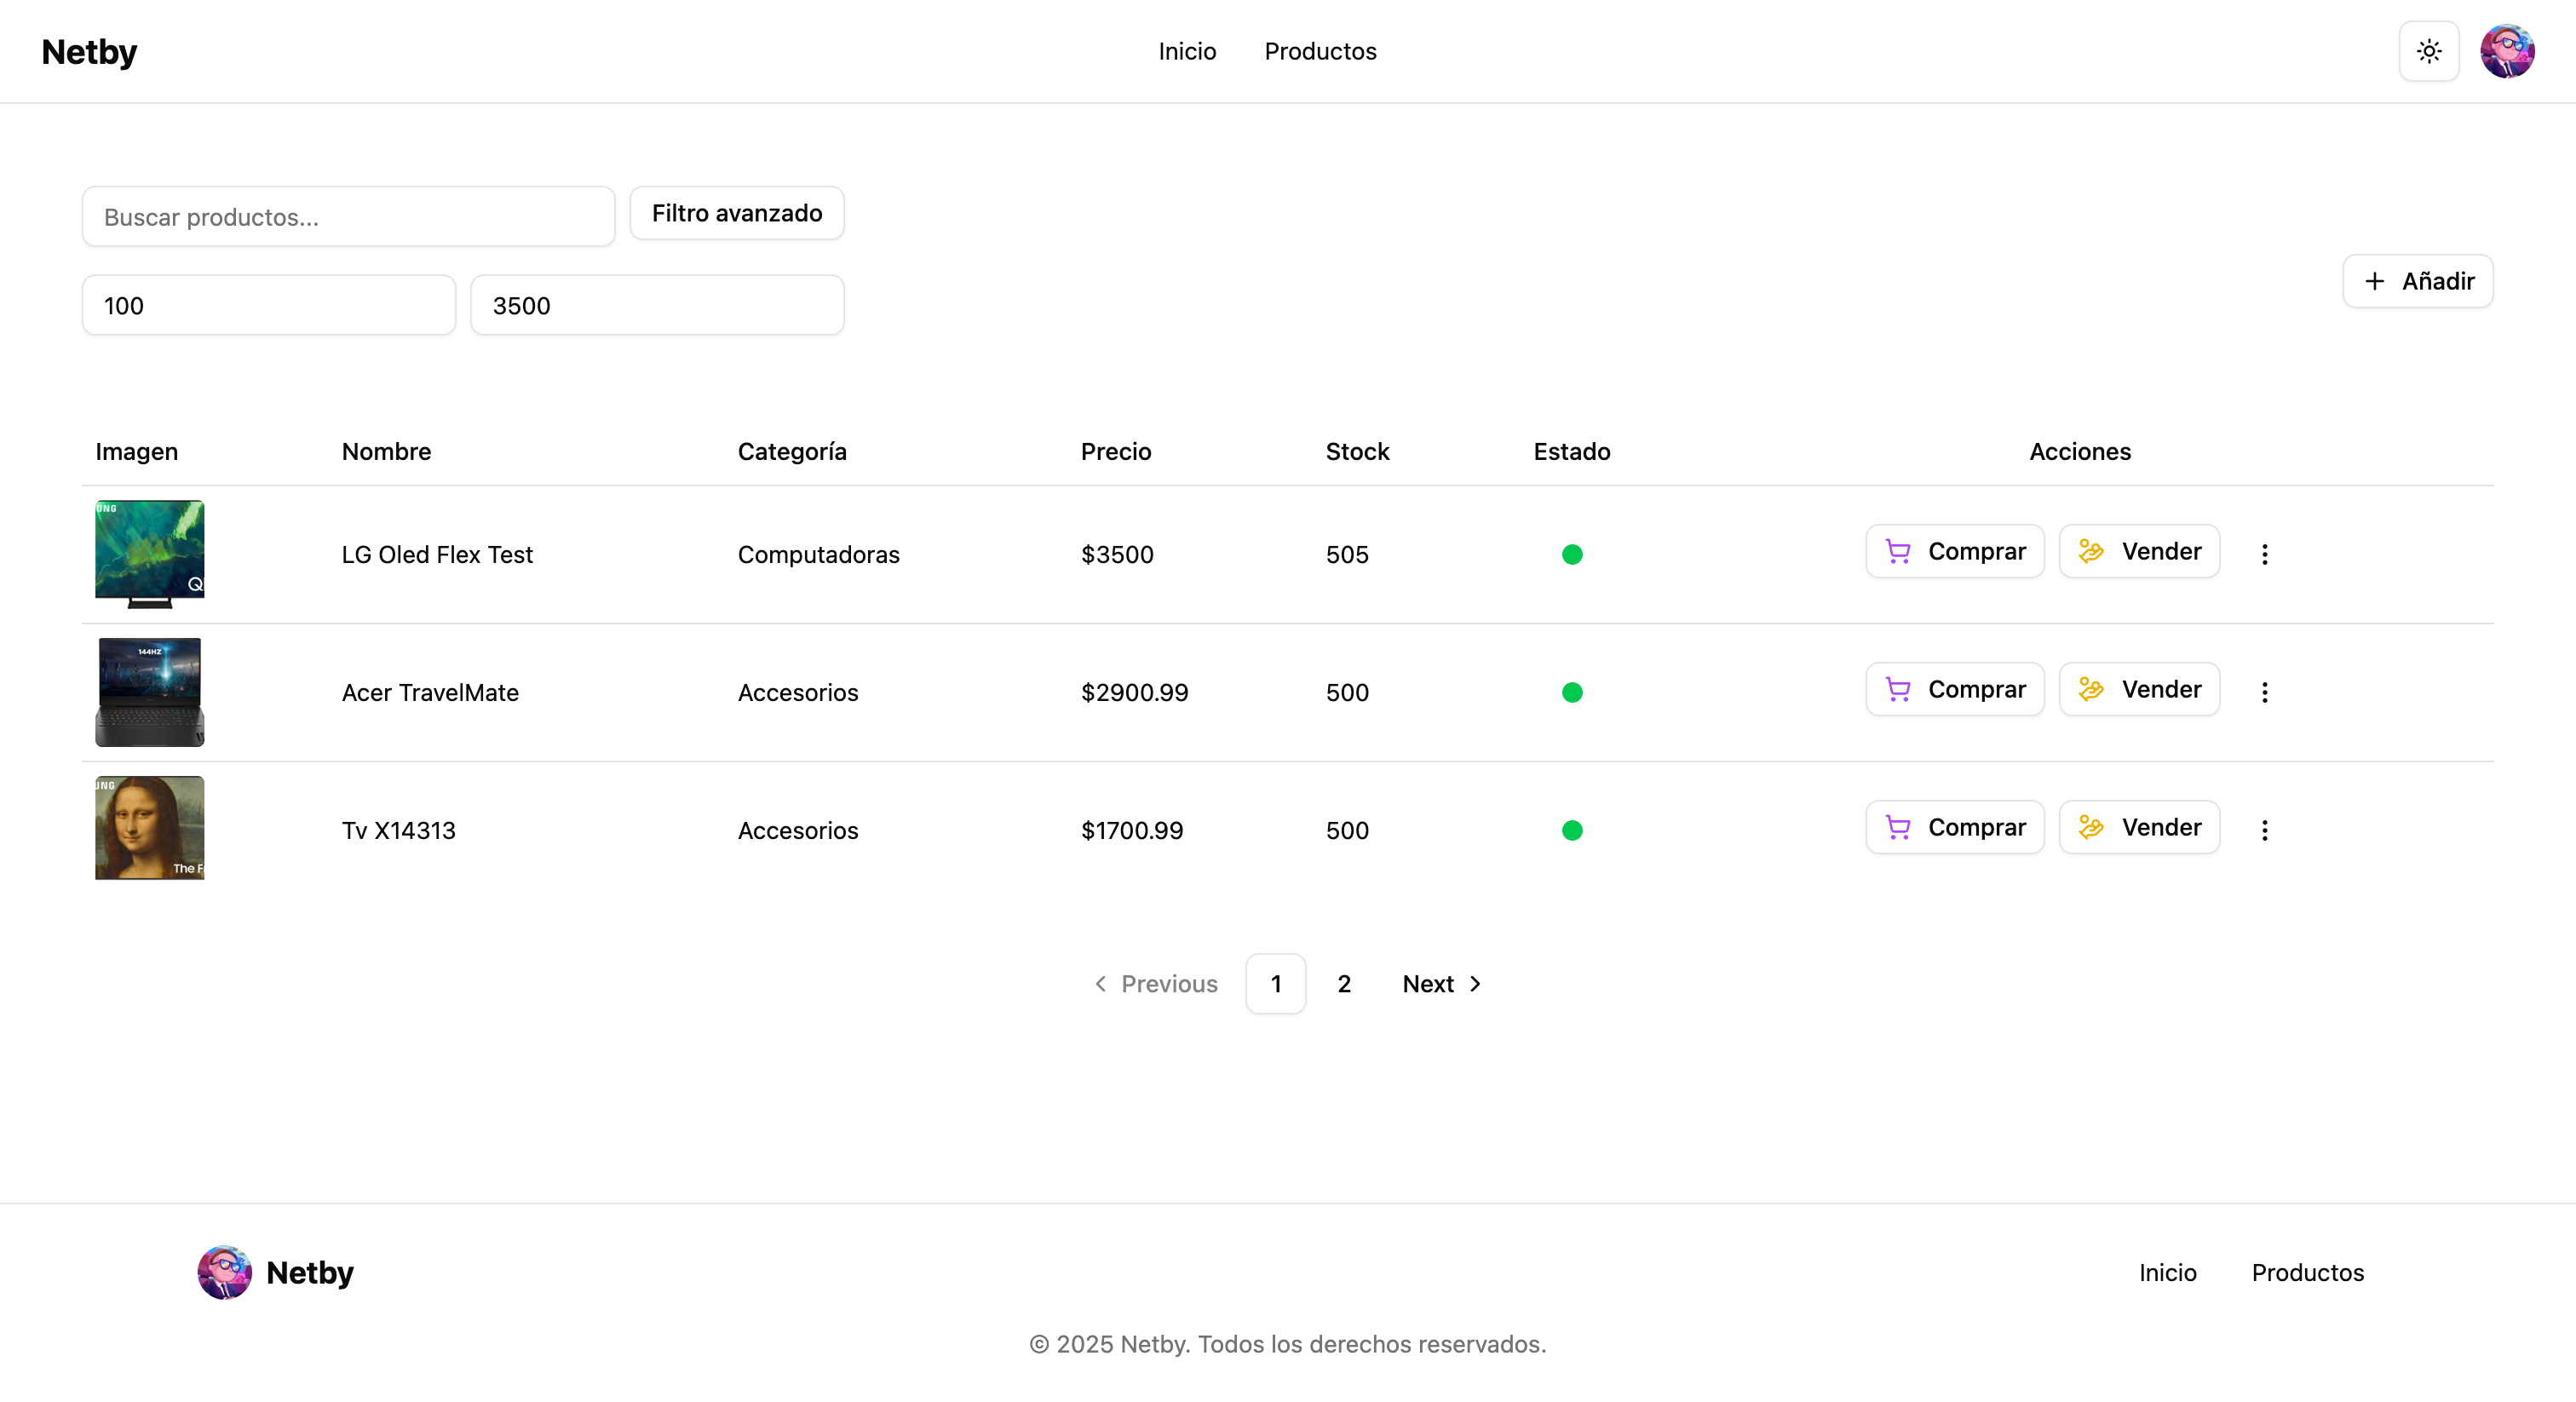 Netby
Inicio Productos
Buscar productos...
Filtro avanzado
100
3500
+ Añadir
Imagen Nombre Categoría Precio Stock Estado Acciones
UNG
Q
LG Oled Flex Test Computadoras $3500 505 Comprar Vender
144HZ
Acer TravelMate Accesorios $2900.99 500 Comprar Vender
UNG
The F
Tv X14313 Accesorios $1700.99 500 Comprar Vender
Previous 1 2 Next
Netby
Inicio Productos
© 2025 Netby. Todos los derechos reservados.